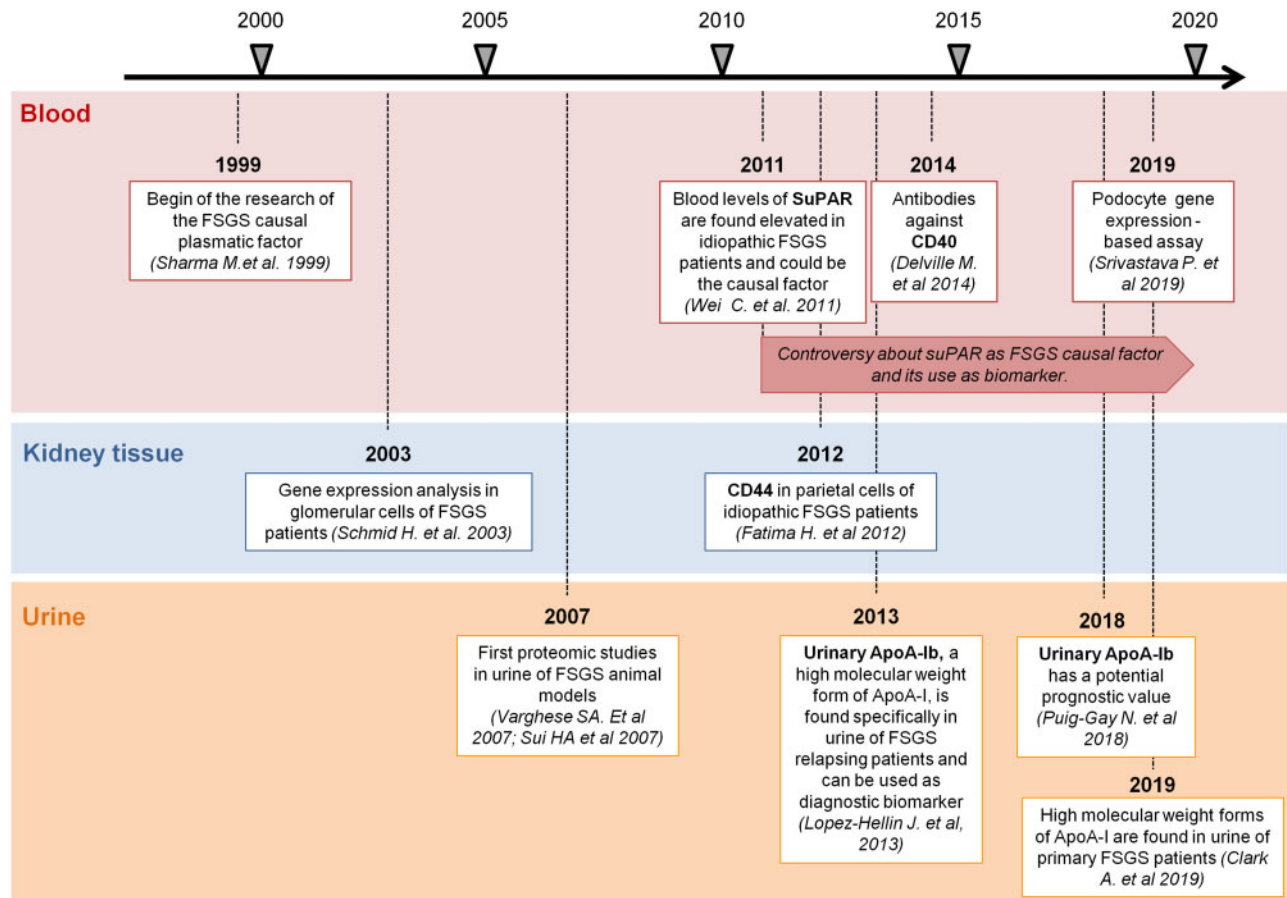 2000
2005
2010
2015
2020
Blood
1999
Begin of the research of
the FSGS causal
plasmatic factor
(Sharma M.et al. 1999)
2011
Blood levels of SuPAR
are found elevated in
idiopathic FSGS
patients and could be
the causal factor
(Wei C. et al. 2011)
2014
Antibodies
against
CD40
(Delville M.
et al 2014)
2019
Podocyte gene
expression -
based assay
(Srivastava P. et
al 2019)
Controversy about suPAR as FSGS causal factor
and its use as biomarker.
Kidney tissue
2003
Gene expression analysis in
glomerular cells of FSGS
patients (Schmid H. et al. 2003)
2012
CD44 in parietal cells of
idiopathic FSGS patients
(Fatima H. et al 2012)
Urine
2007
First proteomic studies
in urine of FSGS animal
models
(Varghese SA. Et al
2007; Sui HA et al 2007)
2013
Urinary ApoA-Ib, a
high molecular weight
form of ApoA-I, is
found specifically in
urine of FSGS
relapsing patients and
can be used as
diagnostic biomarker
(Lopez-Hellin J. et al,
2013)
2018
Urinary ApoA-Ib
has a potential
prognostic value
(Puig-Gay N. et al
2018)
2019
High molecular weight forms
of ApoA-I are found in urine of
primary FSGS patients (Clark
A. et al 2019)